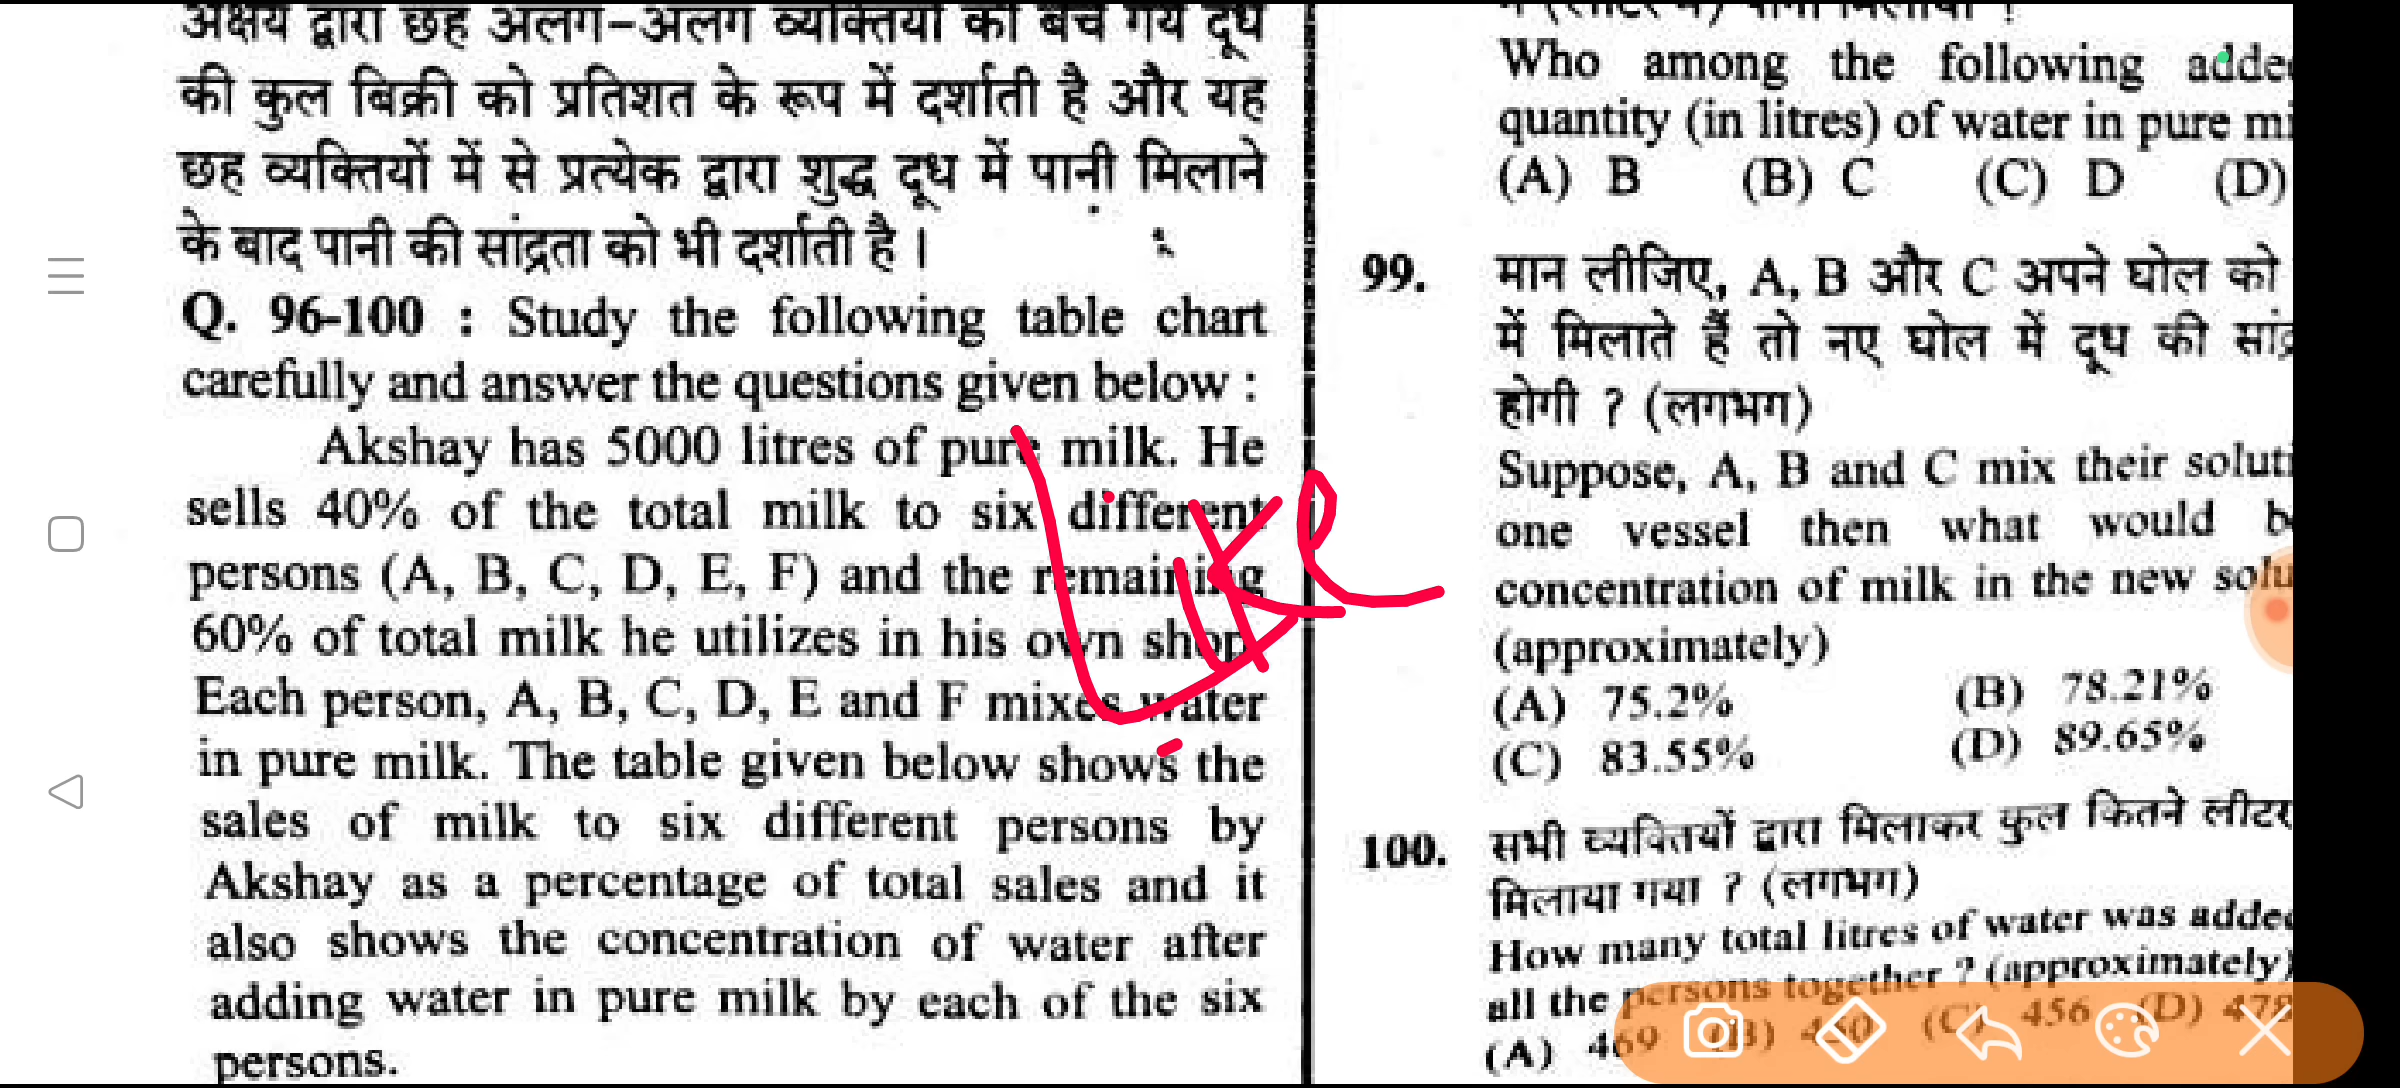 अक्षय द्वारा छह अलग-अलग व्यक्तियों को बेचे गये दूध
की कुल बिक्री को प्रतिशत के रूप में दर्शाती है और यह
छह व्यक्तियों में से प्रत्येक द्वारा शुद्ध दूध में पानी मिलाने
के बाद पानी की सांद्रता को भी दर्शाती है।
Q. 96-100 : Study the following table chart
carefully and answer the questions given below :
Akshay has 5000 litres of pure milk. He
sells 40% of the total milk to six different
persons (A, B, C, D, E, F) and the remaining
60% of total milk he utilizes in his own shop.
Each person, A, B, C, D, E and F mixes water
in pure milk. The table given below shows the
sales of milk to six different persons by
Akshay as a percentage of total sales and it
also shows the concentration of water after
adding water in pure milk by each of the six
persons.
Like
Who among the following added
quantity (in litres) of water in pure
(A) B (B) C (C) D (D)
99. मान लीजिए, A, B और C अपने घोल को
में मिलाते हैं तो नए घोल में दूध की
होगी ? (लगभग)
Suppose, A, B and C mix their
one vessel then what would
concentration of milk in the new
(approximately)
(A) 75.2% (B) 78.21%
(C) 83.55% (D) 89.65%
100. सभी व्यक्तियों द्वारा मिलाकर कुल कितने लीटर
मिलाया गया ? (लगभग)
How many total litres of water was added
all the persons together ? (approximately)
(A) 469 (B) (C) 456 (D) 478